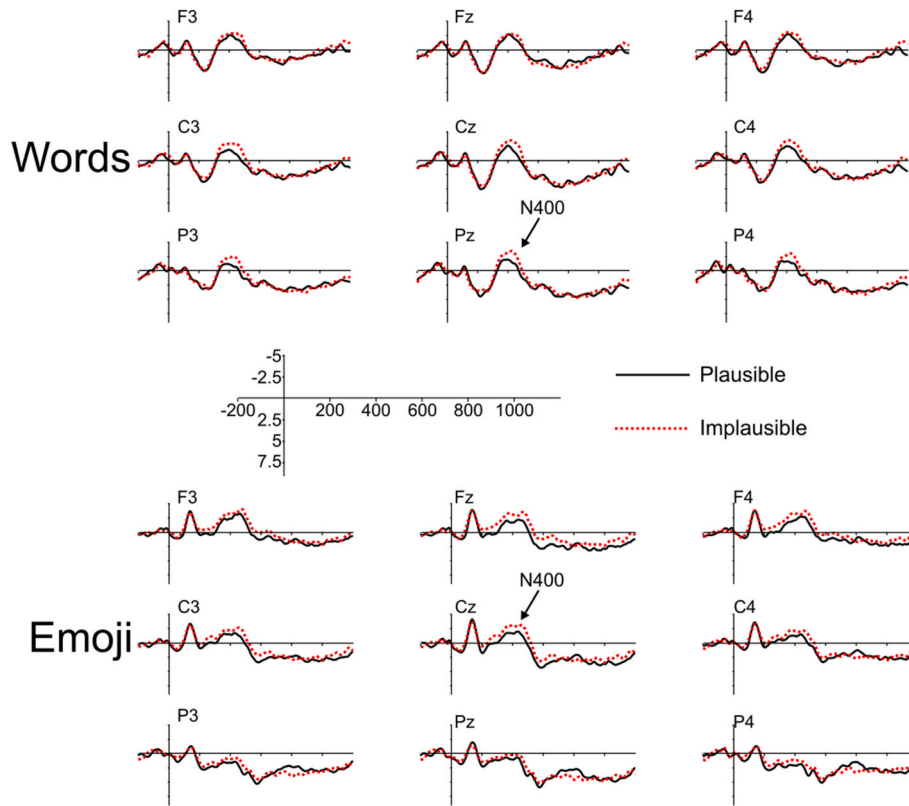 F3 Fz F4
Words C3 Cz C4
N400
P3 Pz P4
-5
-2.5
-200 200 400 600 800 1000
2.5
5
7.5
Plausible
Implausible
F3 Fz F4
N400
Emoji C3 Cz C4
P3 Pz P4